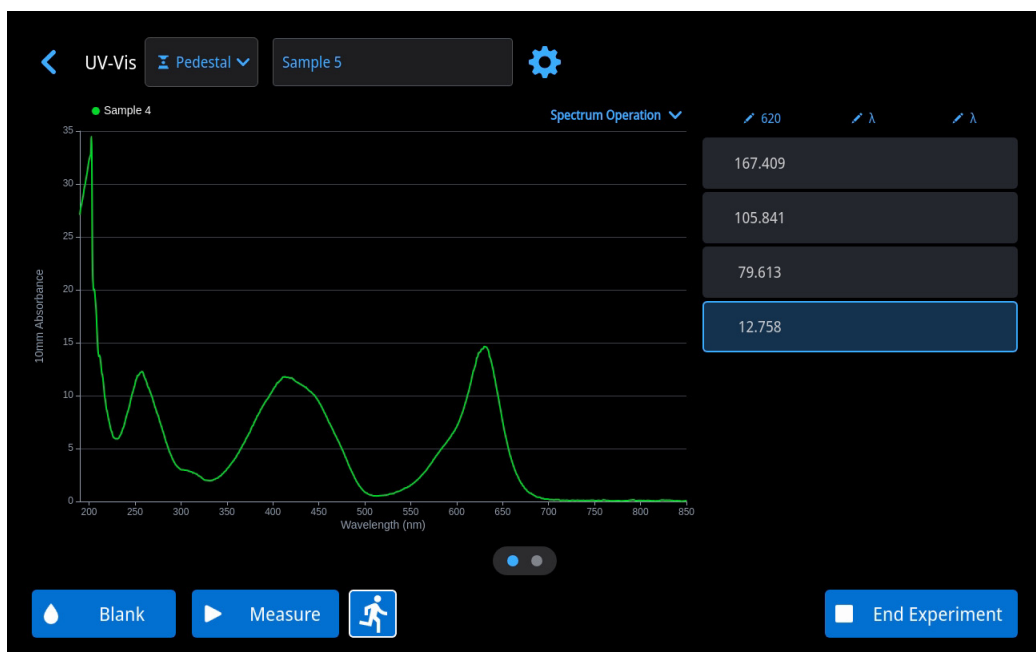 UV-Vis Pedestal Sample 5
Sample 4
Spectrum Operation
620 λ λ
35
30
25
20
15
10
5
0
10mm Absorbance
200 250 300 350 400 450 500 550 600 650 700 750 800 850
Wavelength (nm)
167.409
105.841
79.613
12.758
Blank Measure End Experiment